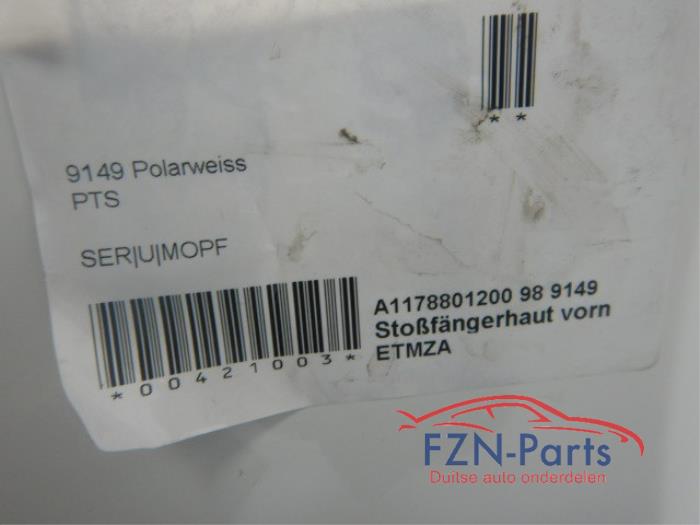 * *
9149 Polarweiss
PTS
SER|U|MOPF
*00421003*
A1178801200 98 9149
Stoßfängerhaut vorn
ETMZA
FZN-Parts
Duitse auto onderdelen